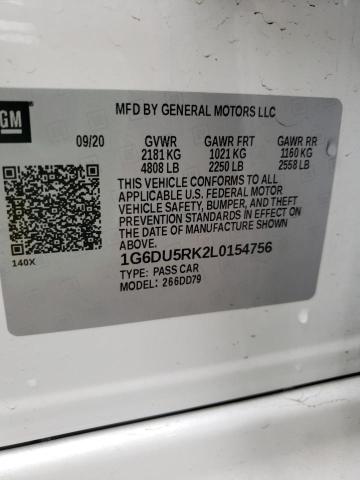 GM
MFD BY GENERAL MOTORS LLC
09/20 GVWR GAWR FRT GAWR RR
2181 KG 1021 KG 1160 KG
4808 LB 2250 LB 2558 LB
THIS VEHICLE CONFORMS TO ALL
APPLICABLE U.S. FEDERAL MOTOR
VEHICLE SAFETY, BUMPER, AND THEFT
PREVENTION STANDARDS IN EFFECT ON
THE DATE OF MANUFACTURE SHOWN
ABOVE.
140X
1G6DU5RK2L0154756
TYPE: PASS CAR
MODEL: 266DD79